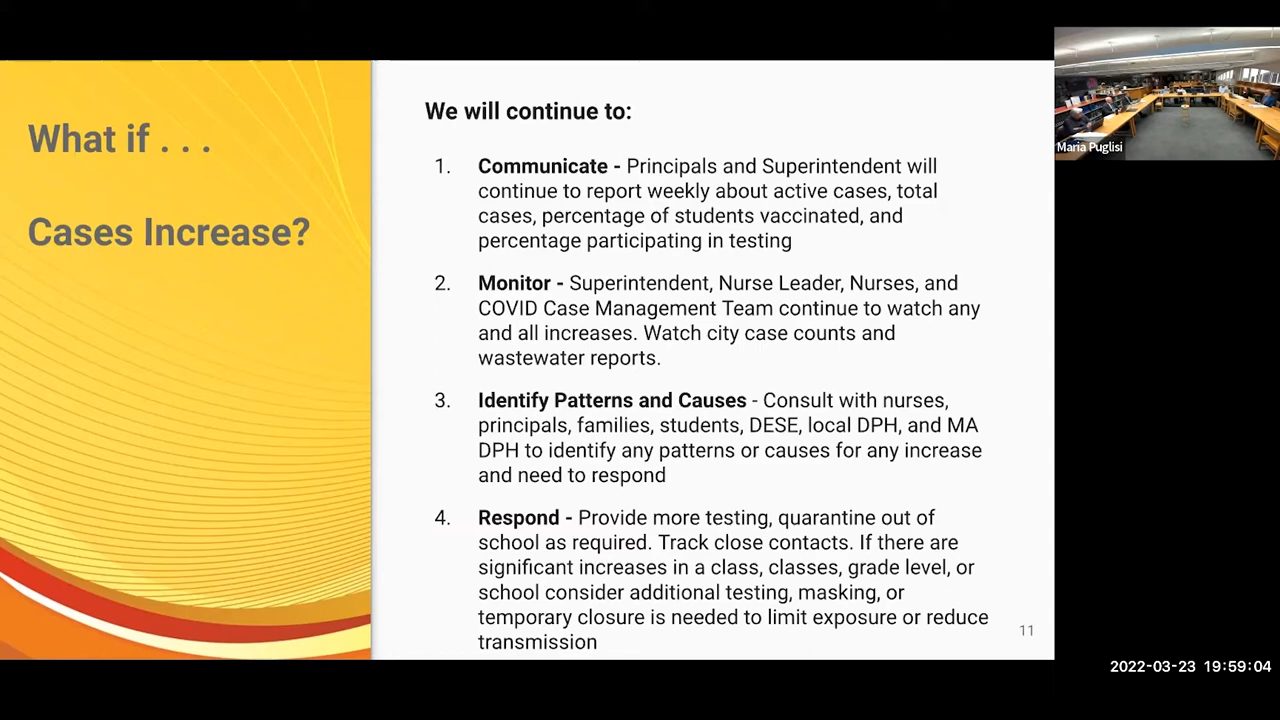 What if . . .
Cases Increase?
We will continue to:
1. Communicate - Principals and Superintendent will
continue to report weekly about active cases, total
cases, percentage of students vaccinated, and
percentage participating in testing
2. Monitor - Superintendent, Nurse Leader, Nurses, and
COVID Case Management Team continue to watch any
and all increases. Watch city case counts and
wastewater reports.
3. Identify Patterns and Causes - Consult with nurses,
principals, families, students, DESE, local DPH, and MA
DPH to identify any patterns or causes for any increase
and need to respond
4. Respond - Provide more testing, quarantine out of
school as required. Track close contacts. If there are
significant increases in a class, classes, grade level, or
school consider additional testing, masking, or
temporary closure is needed to limit exposure or reduce
transmission
11
Maria Puglisi
2022-03-23 19:59:04